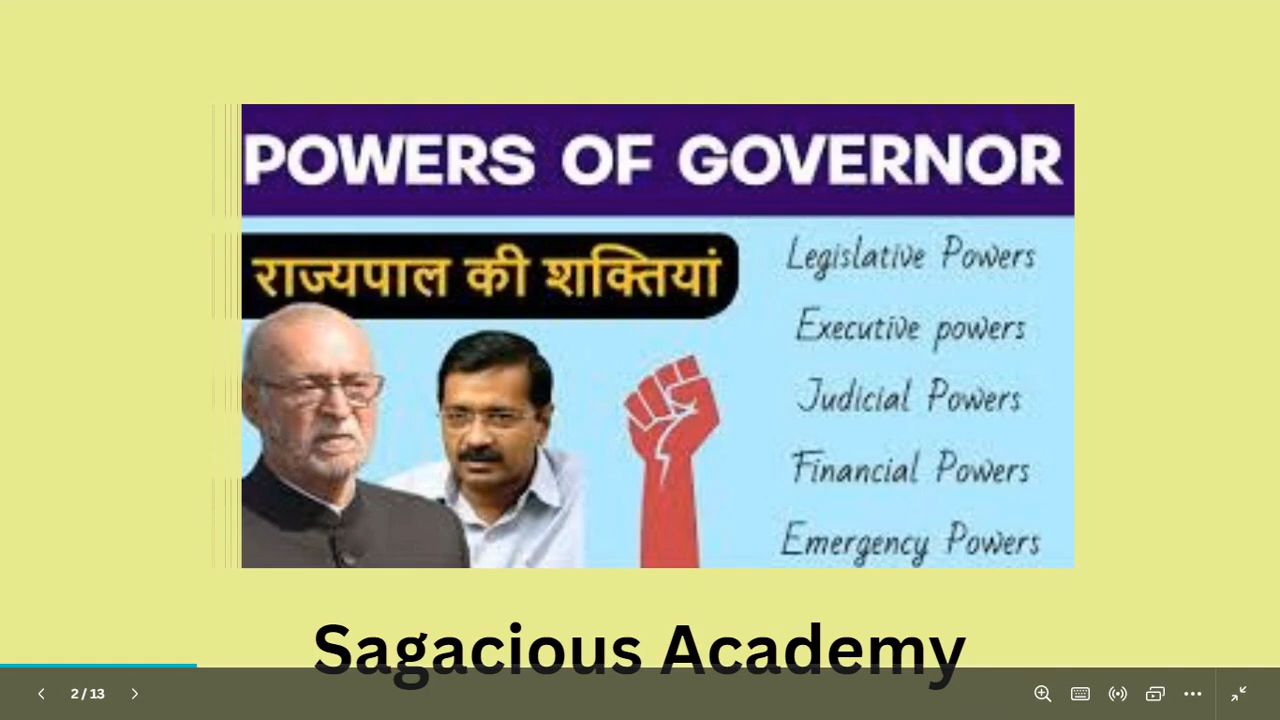 POWERS OF GOVERNOR
राज्यपाल की शक्तियां
Legislative Powers
Executive powers
Judicial Powers
Financial Powers
Emergency Powers
Sagacious Academy
2 / 13